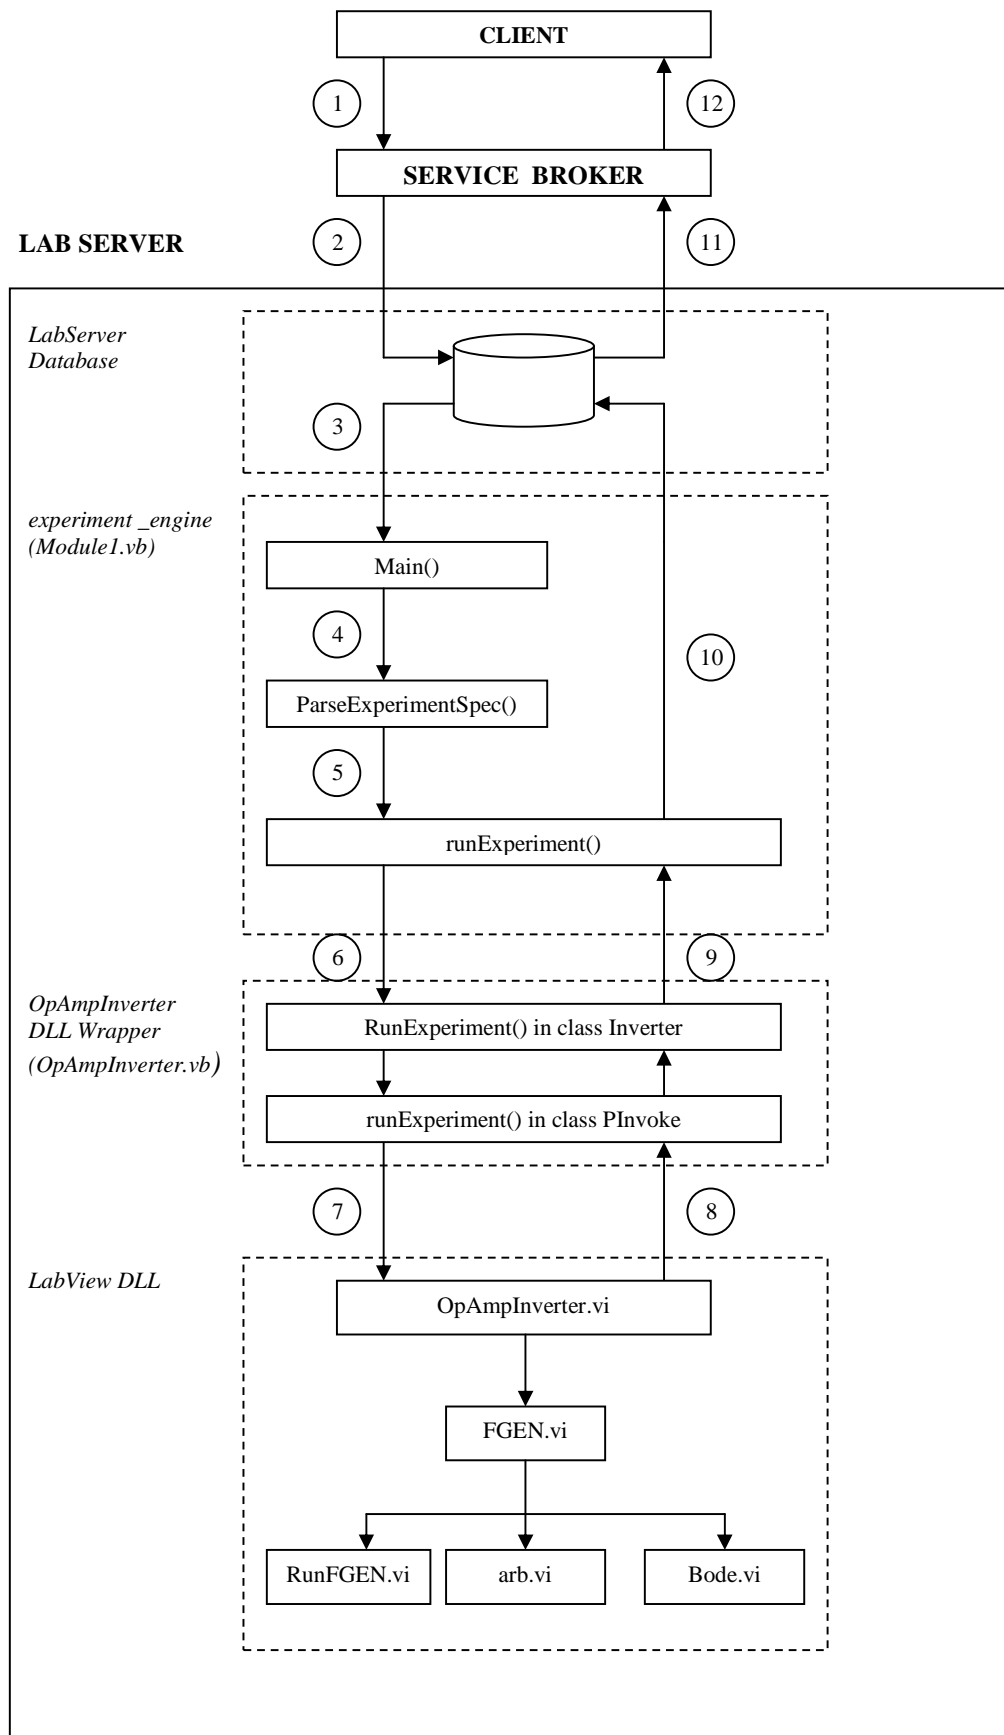 CLIENT
1
12
SERVICE BROKER
2
11
LAB SERVER
LabServer
Database
3
experiment _engine
(Module1.vb)
Main()
4
10
ParseExperimentSpec()
5
runExperiment()
6
9
OpAmpInverter
DLL Wrapper
(OpAmpInverter.vb)
RunExperiment() in class Inverter
runExperiment() in class PInvoke
7
8
LabView DLL
OpAmpInverter.vi
FGEN.vi
RunFGEN.vi
arb.vi
Bode.vi